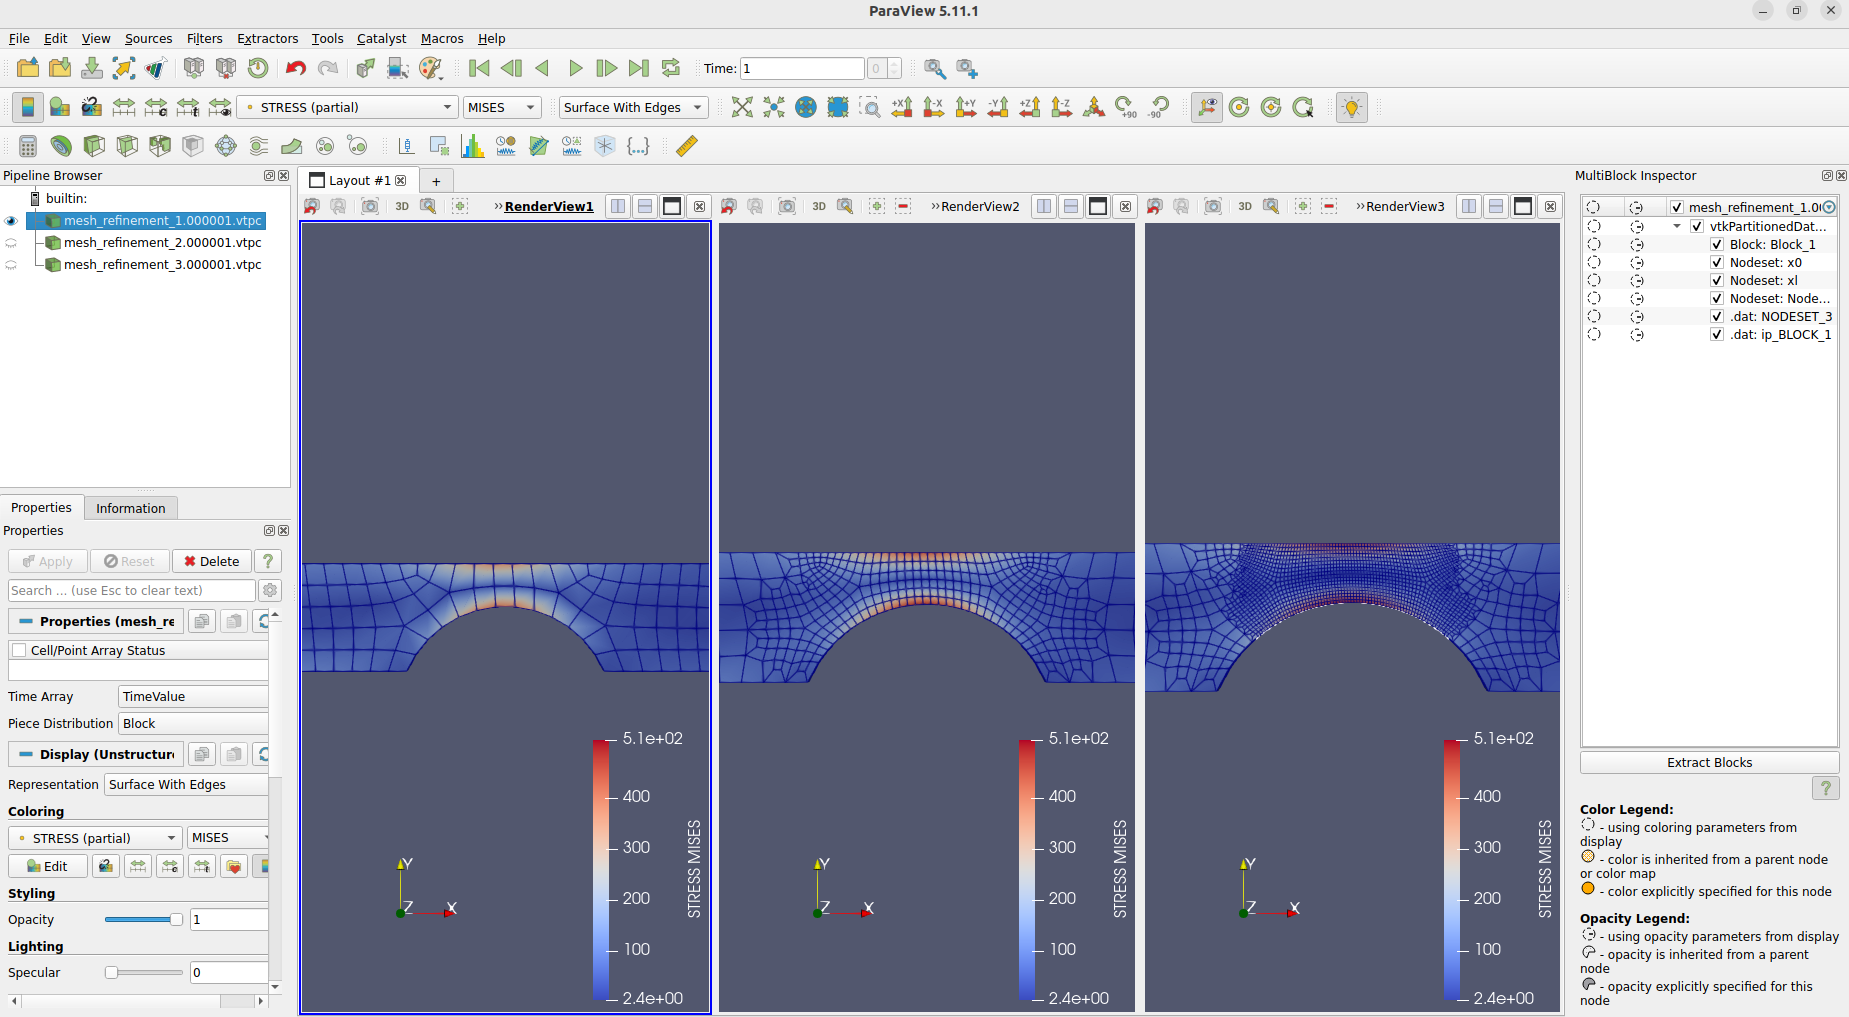 ParaView 5.11.1
File Edit View Sources Filters Extractors Tools Catalyst Macros Help
Time: 1 0
STRESS (partial) MISES Surface With Edges +X -X +Y -Y +Z -Z +90 -90
Pipeline Browser
builtin:
mesh_refinement_1.000001.vtpc
mesh_refinement_2.000001.vtpc
mesh_refinement_3.000001.vtpc
Properties Information
Properties
Apply Reset Delete ?
Search ... (use Esc to clear text)
Properties (mesh_re
Cell/Point Array Status
Time Array TimeValue
Piece Distribution Block
Display (Unstructure
Representation Surface With Edges
Coloring
STRESS (partial) MISES
Edit
Styling
Opacity 1
Lighting
Specular 0
Layout #1 +
3D RenderView1
3D RenderView2
3D RenderView3
5.1e+02
400
300
200
100
2.4e+00
STRESS MISES
Y
Z X
5.1e+02
400
300
200
100
2.4e+00
STRESS MISES
Y
Z X
5.1e+02
400
300
200
100
2.4e+00
STRESS MISES
Y
Z X
MultiBlock Inspector
mesh_refinement_1.0
vtkPartitionedDat...
Block: Block_1
Nodeset: x0
Nodeset: xl
Nodeset: Node...
.dat: NODESET_3
.dat: ip_BLOCK_1
Extract Blocks
?
Color Legend:
- using coloring parameters from
display
- color is inherited from a parent node
or color map
- color explicitly specified for this node
Opacity Legend:
- using opacity parameters from display
- opacity is inherited from a parent
node
- opacity explicitly specified for this
node